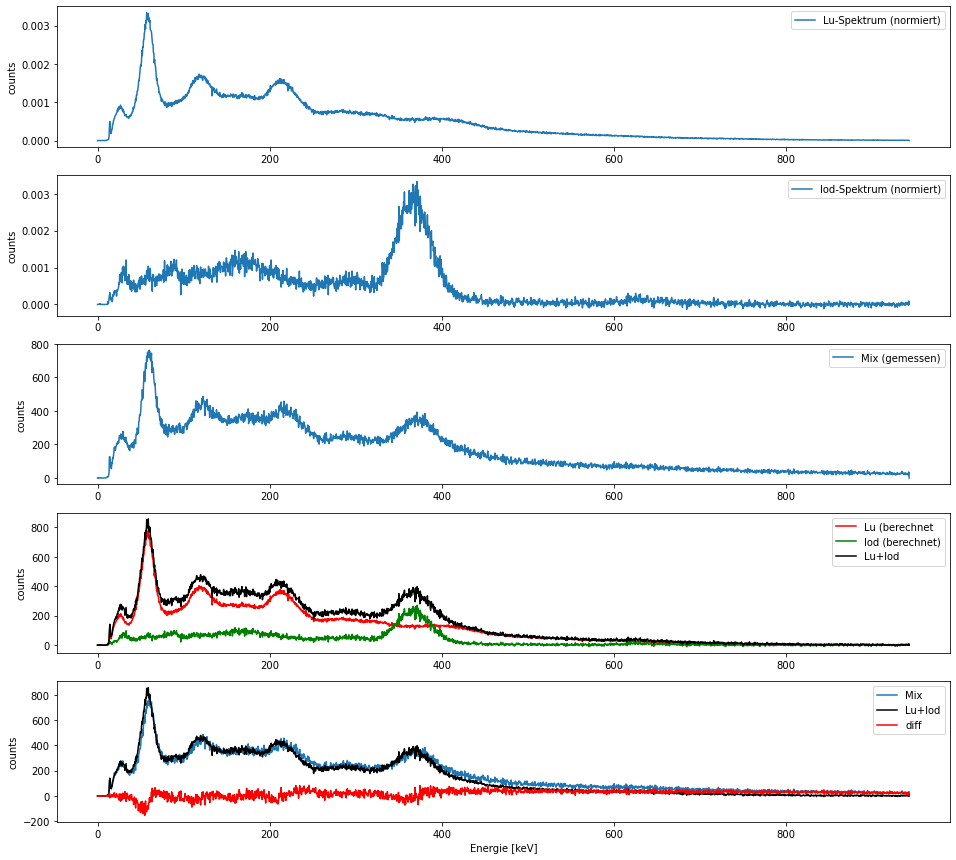 Lu-Spektrum (normiert)
counts
0.003
0.002
0.001
0.000
0 200 400 600 800
Iod-Spektrum (normiert)
counts
0.003
0.002
0.001
0.000
0 200 400 600 800
Mix (gemessen)
counts
800
600
400
200
0
0 200 400 600 800
Lu (berechnet
Iod (berechnet)
Lu+Iod
counts
800
600
400
200
0
0 200 400 600 800
Mix
Lu+Iod
diff
counts
800
600
400
200
0
−200
0 200 400 600 800
Energie [keV]